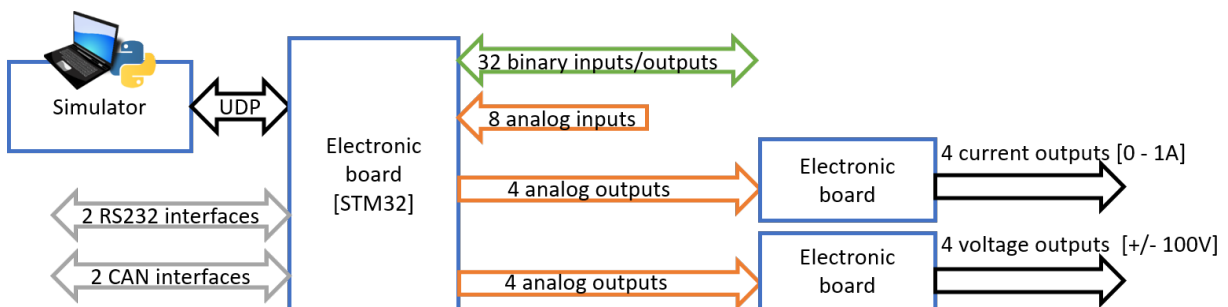 Simulator
UDP
Electronic
board
[STM32]
32 binary inputs/outputs
8 analog inputs
4 analog outputs
Electronic
board
4 current outputs [0 - 1A]
2 RS232 interfaces
2 CAN interfaces
4 analog outputs
Electronic
board
4 voltage outputs [+/- 100V]